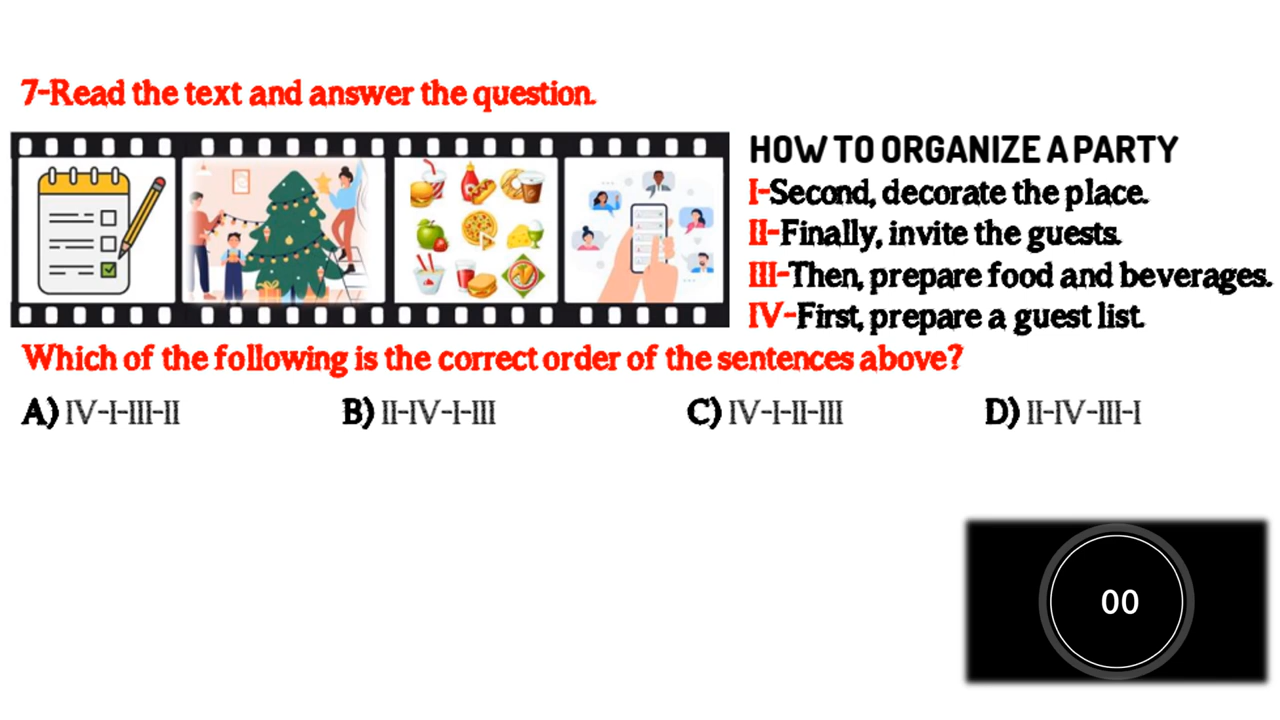 7-Read the text and answer the question.
HOW TO ORGANIZE A PARTY
I-Second, decorate the place.
II-Finally, invite the guests.
III-Then, prepare food and beverages.
IV-First, prepare a guest list.
Which of the following is the correct order of the sentences above?
A) IV-I-III-II B) II-IV-I-III C) IV-I-II-III D) II-IV-III-I
00